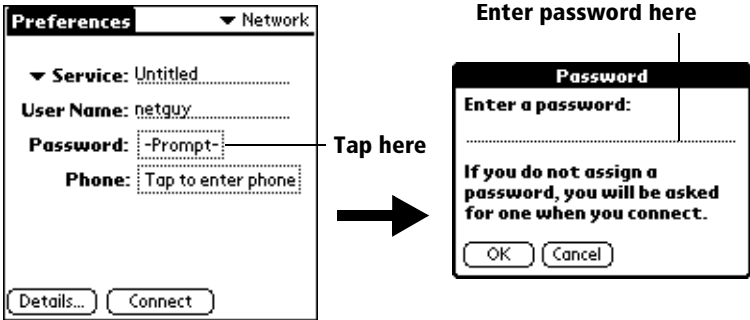 Preferences
Network
Service: Untitled
User Name: netguy
Password: -Prompt-
Phone: Tap to enter phone
Details... Connect
Tap here
Enter password here
Password
Enter a password:
If you do not assign a
password, you will be asked
for one when you connect.
OK Cancel